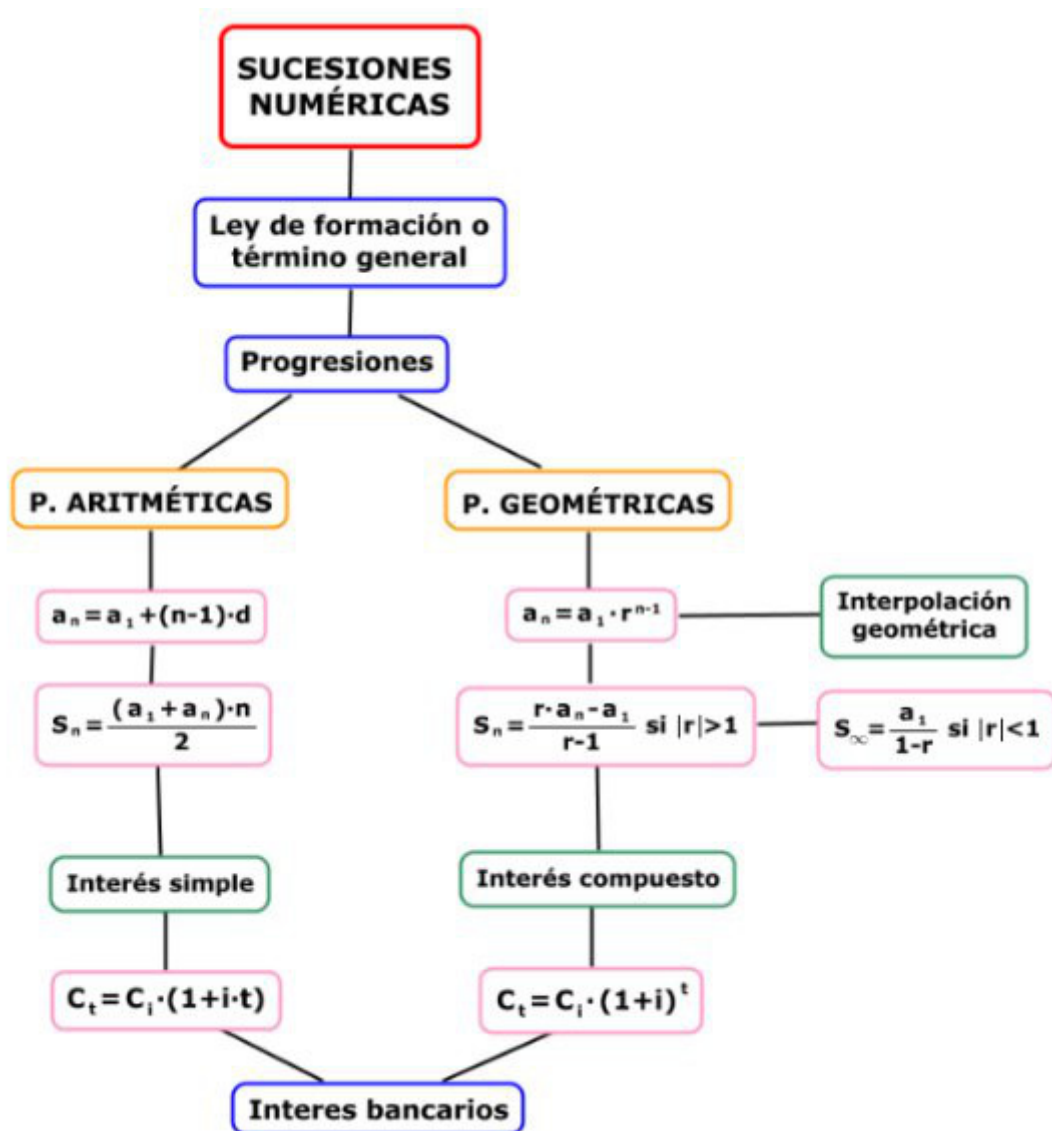 SUCESIONES
NUMÉRICAS
Ley de formación o
término general
Progresiones
P. ARITMÉTICAS
P. GEOMÉTRICAS
aₙ=a₁+(n-1)·d
aₙ=a₁·rⁿ⁻¹
Interpolación
geométrica
Sₙ=(a₁+aₙ)·n/2
Sₙ=r·aₙ-a₁/r-1 si |r|>1
S∞=a₁/1-r si |r|<1
Interés simple
Interés compuesto
Cₜ=Cᵢ·(1+i·t)
Cₜ=Cᵢ·(1+i)ᵗ
Interes bancarios